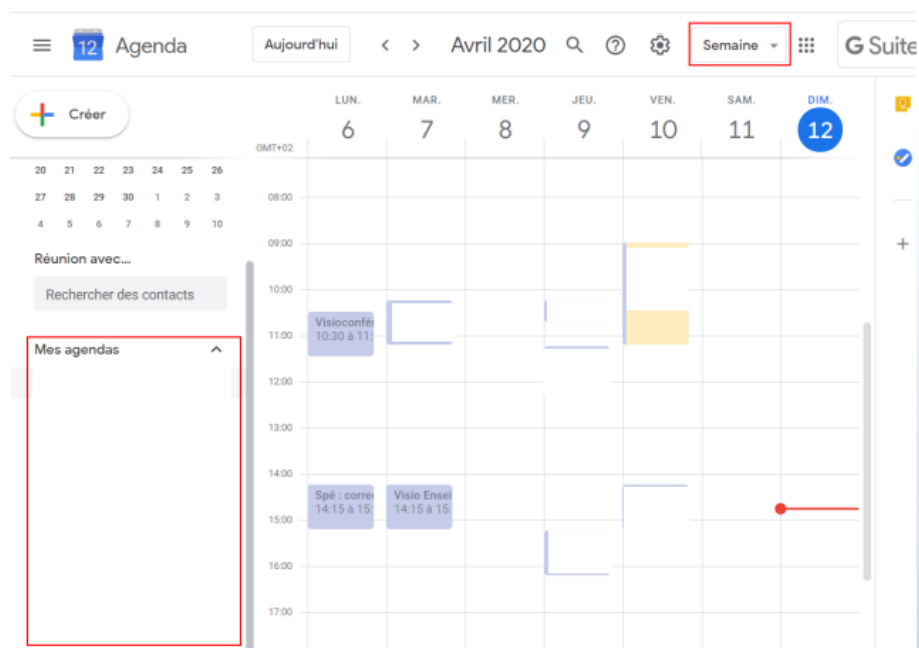 12 Agenda Aujourd'hui Avril 2020 Semaine G Suite
Créer
LUN. MAR. MER. JEU. VEN. SAM. DIM.
6 7 8 9 10 11 12
GMT+02
20 21 22 23 24 25 26
27 28 29 30 1 2 3
4 5 6 7 8 9 10
Réunion avec...
Rechercher des contacts
Mes agendas
08:00
09:00
10:00
Visioconfér
10:30 à 11:
11:00
12:00
13:00
14:00
Spé : corre Visio Ensei
14:15 à 15: 14:15 à 15:
15:00
16:00
17:00